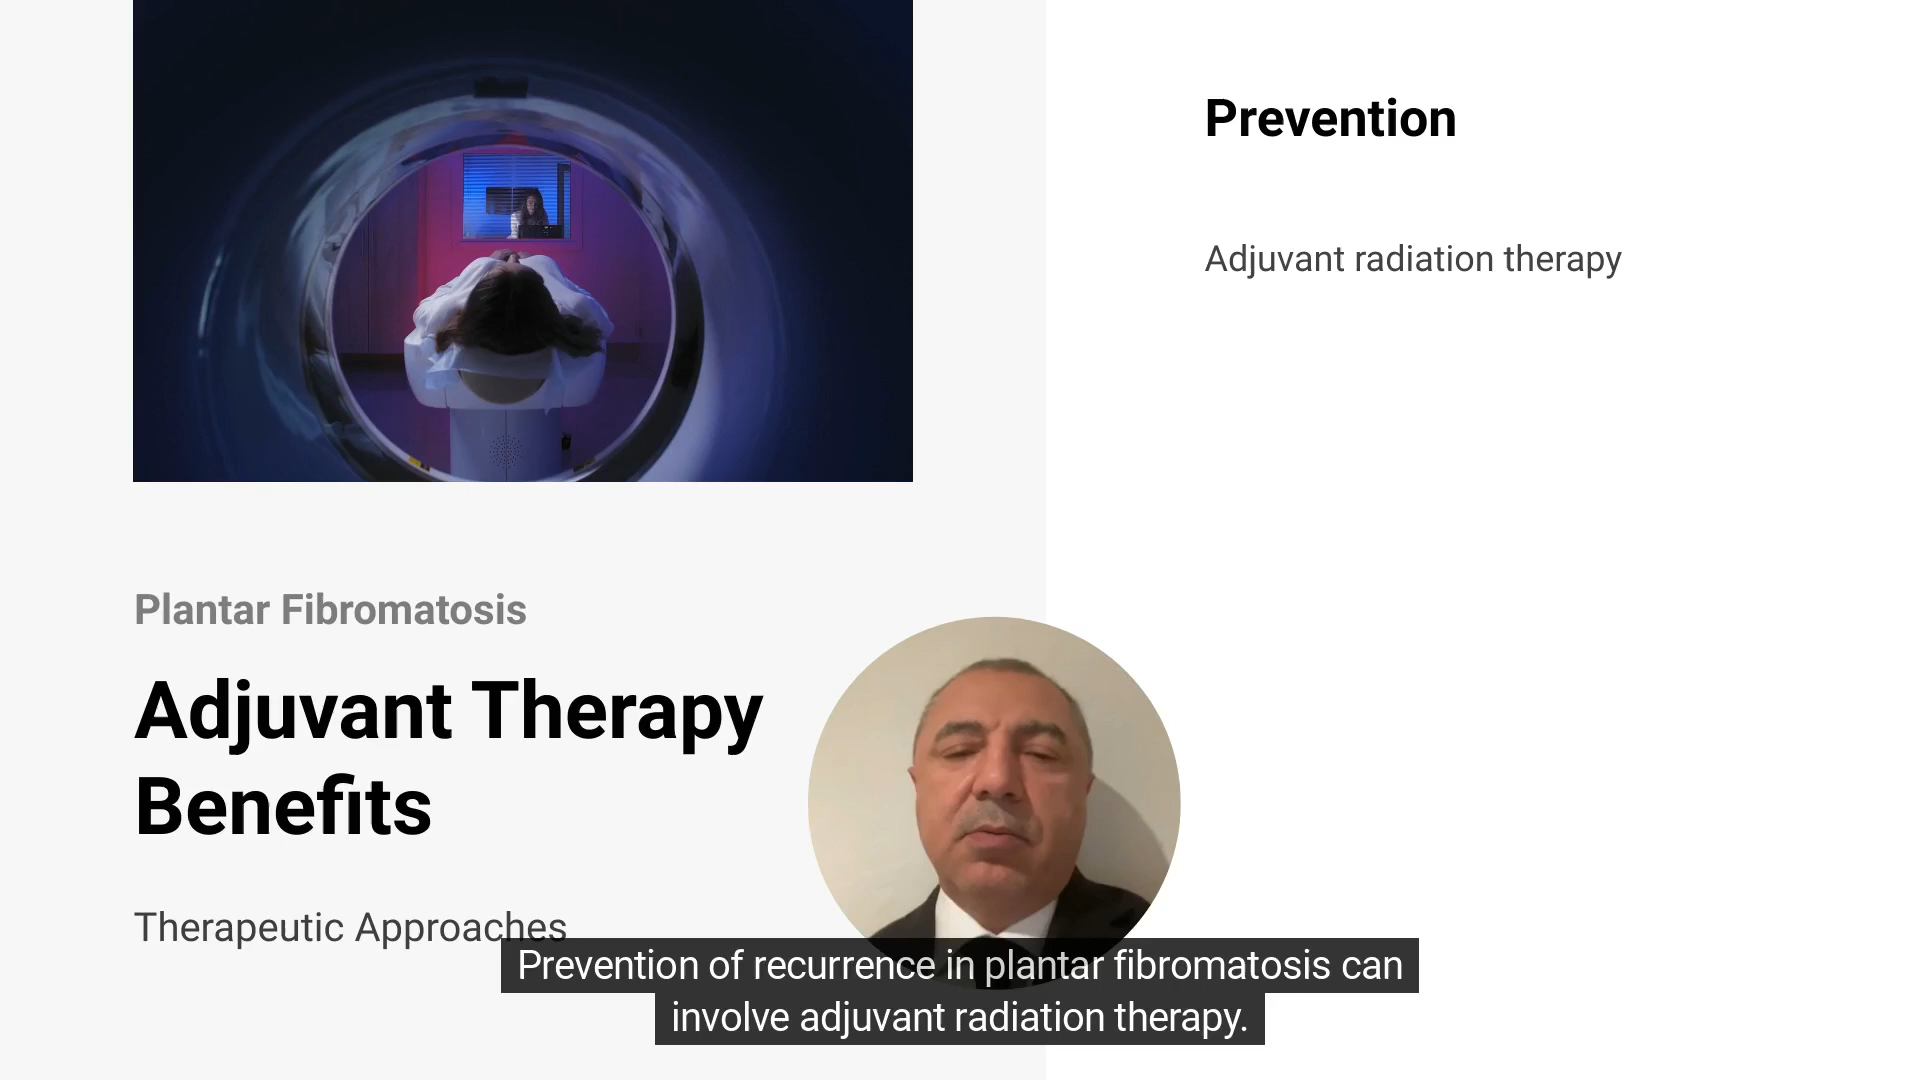 Plantar Fibromatosis
Adjuvant Therapy
Benefits
Therapeutic Approaches
Prevention
Adjuvant radiation therapy
Prevention of recurrence in plantar fibromatosis can
involve adjuvant radiation therapy.